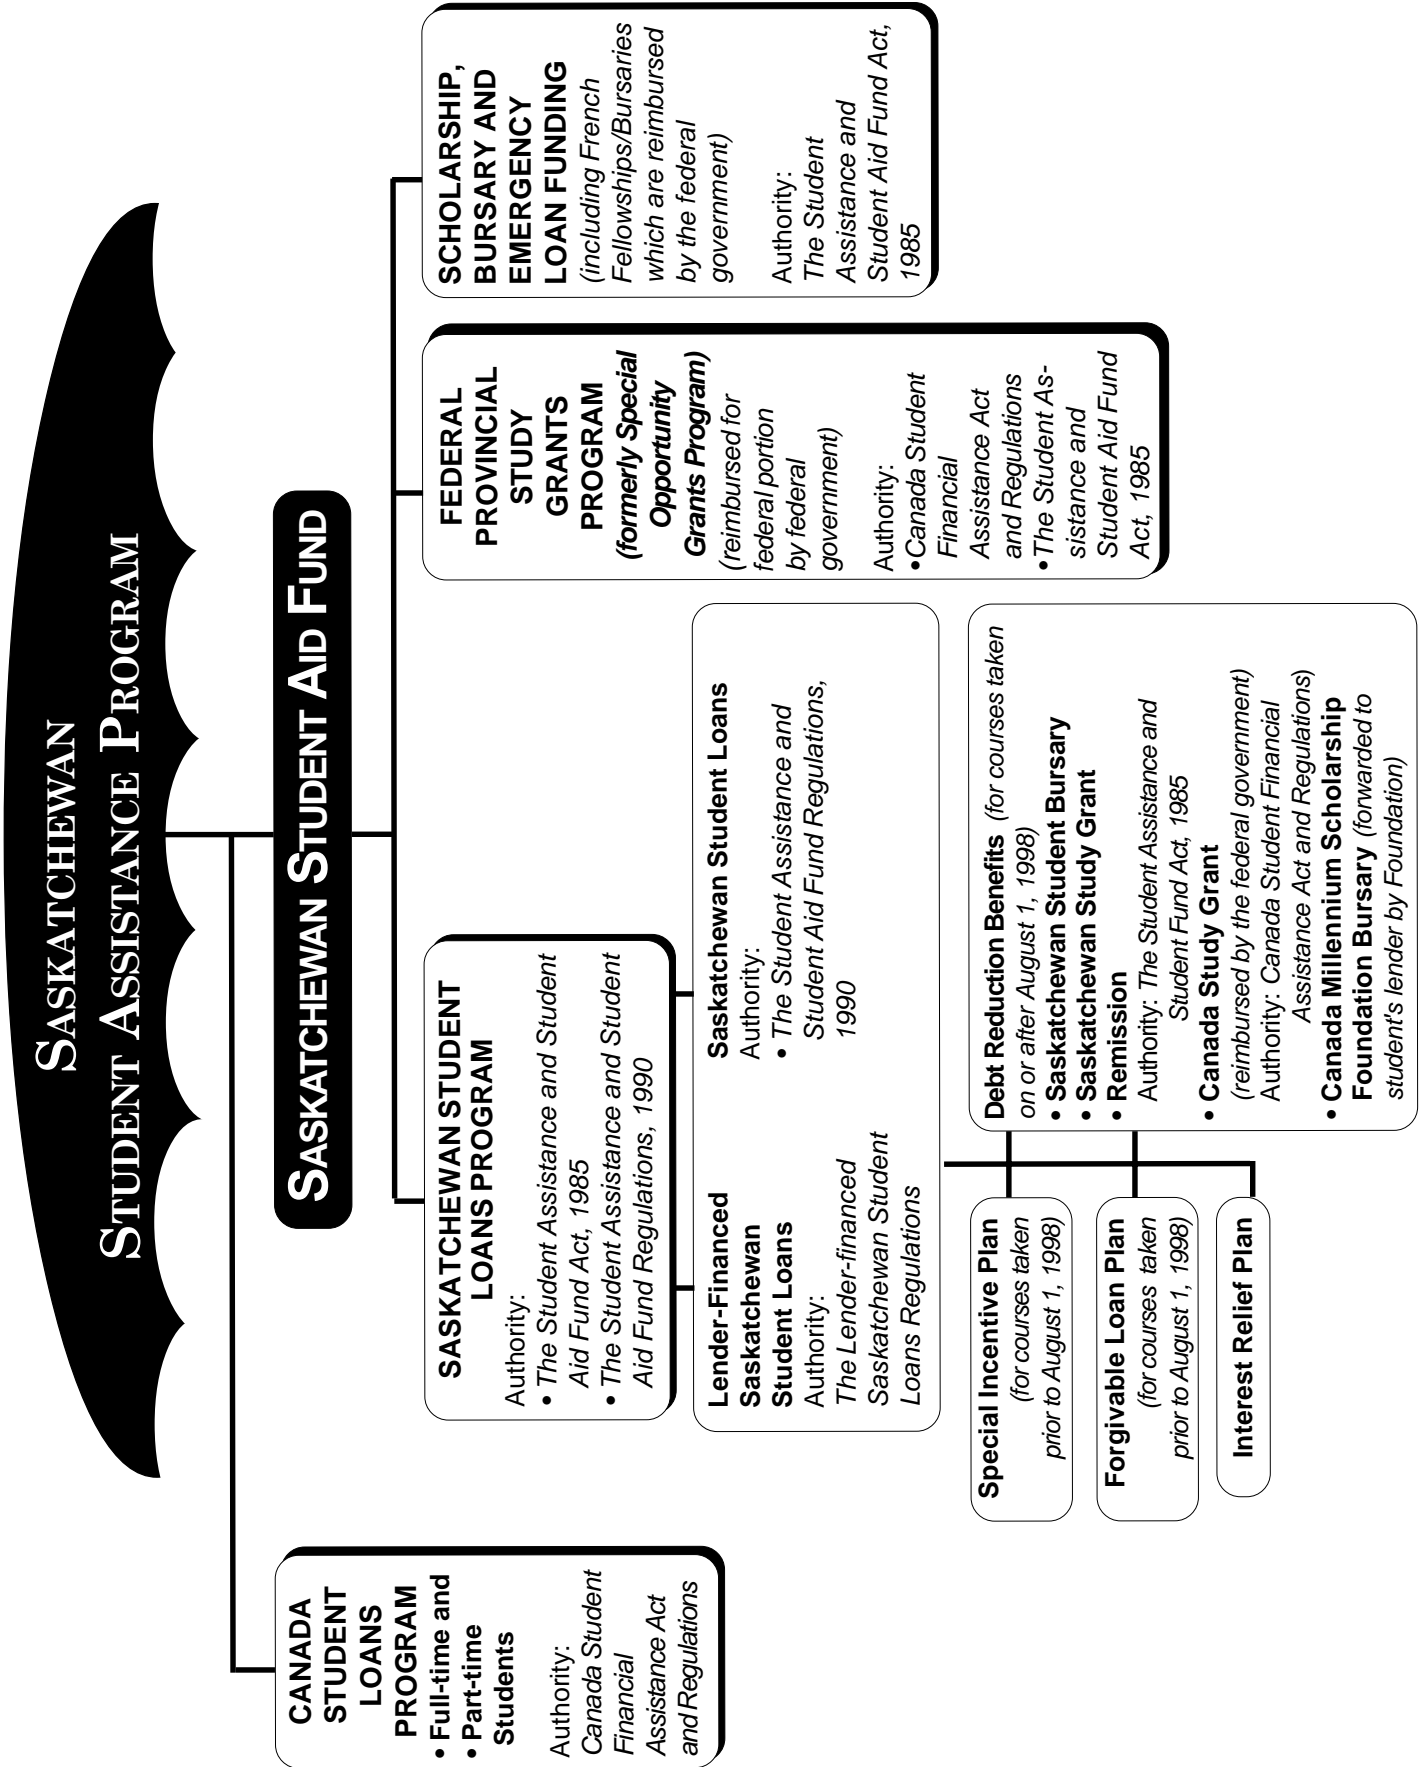 SASKATCHEWAN
STUDENT ASSISTANCE PROGRAM
SASKATCHEWAN STUDENT AID FUND
CANADA
STUDENT
LOANS
PROGRAM
• Full-time and
• Part-time
Students
Authority:
Canada Student
Financial
Assistance Act
and Regulations
SASKATCHEWAN STUDENT
LOANS PROGRAM
Authority:
• The Student Assistance and Student
Aid Fund Act, 1985
• The Student Assistance and Student
Aid Fund Regulations, 1990
Lender-Financed
Saskatchewan
Student Loans
Authority:
The Lender-financed
Saskatchewan Student
Loans Regulations
Saskatchewan Student Loans
Authority:
• The Student Assistance and
Student Aid Fund Regulations,
1990
Special Incentive Plan
(for courses taken
prior to August 1, 1998)
Forgivable Loan Plan
(for courses taken
prior to August 1, 1998)
Interest Relief Plan
Debt Reduction Benefits (for courses taken
on or after August 1, 1998)
• Saskatchewan Student Bursary
• Saskatchewan Study Grant
• Remission
Authority: The Student Assistance and
Student Fund Act, 1985
• Canada Study Grant
(reimbursed by the federal government)
Authority: Canada Student Financial
Assistance Act and Regulations)
• Canada Millennium Scholarship
Foundation Bursary (forwarded to
student's lender by Foundation)
FEDERAL
PROVINCIAL
STUDY
GRANTS
PROGRAM
(formerly Special
Opportunity
Grants Program)
(reimbursed for
federal portion
by federal
government)
Authority:
• Canada Student
Financial
Assistance Act
and Regulations
• The Student As-
sistance and
Student Aid Fund
Act, 1985
SCHOLARSHIP,
BURSARY AND
EMERGENCY
LOAN FUNDING
(including French
Fellowships/Bursaries
which are reimbursed
by the federal
government)
Authority:
The Student
Assistance and
Student Aid Fund Act,
1985